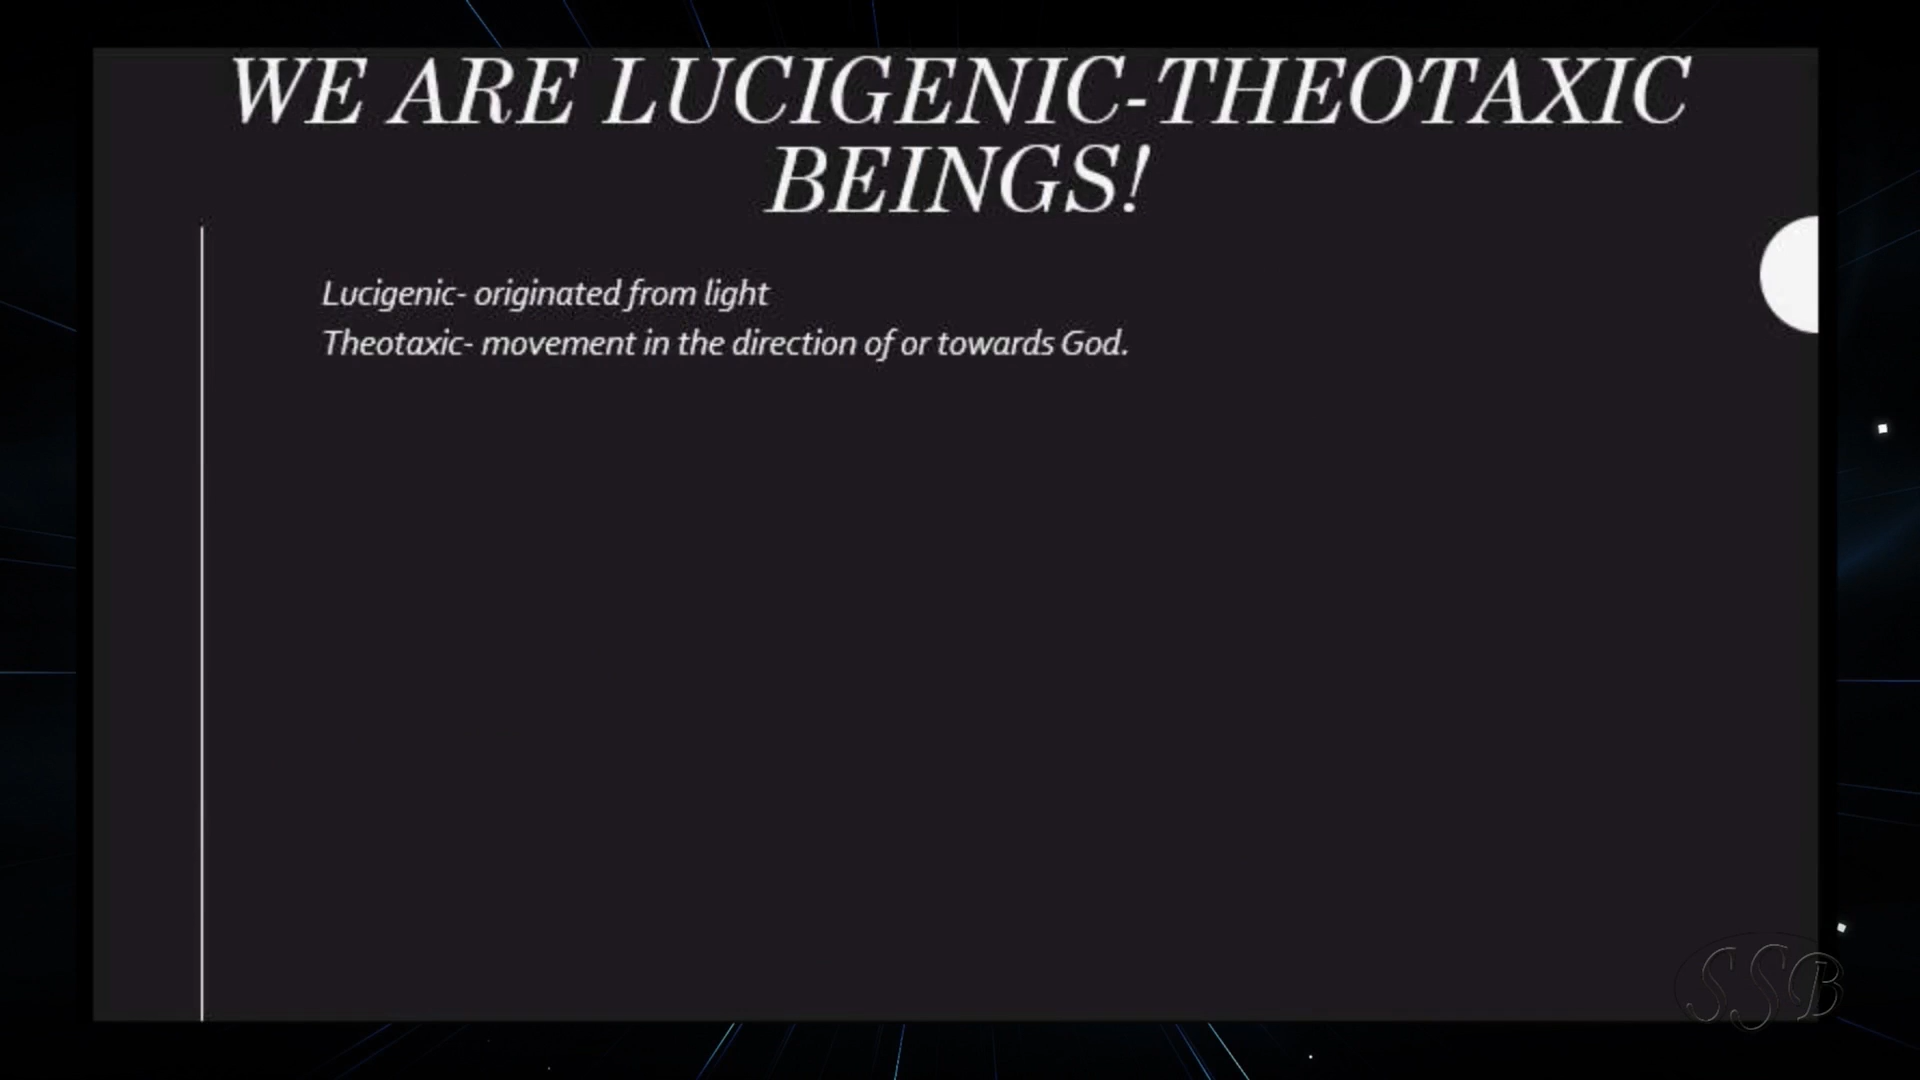 WE ARE LUCIGENIC-THEOTAXIC
BEINGS!
Lucigenic- originated from light
Theotaxic- movement in the direction of or towards God.
SSB